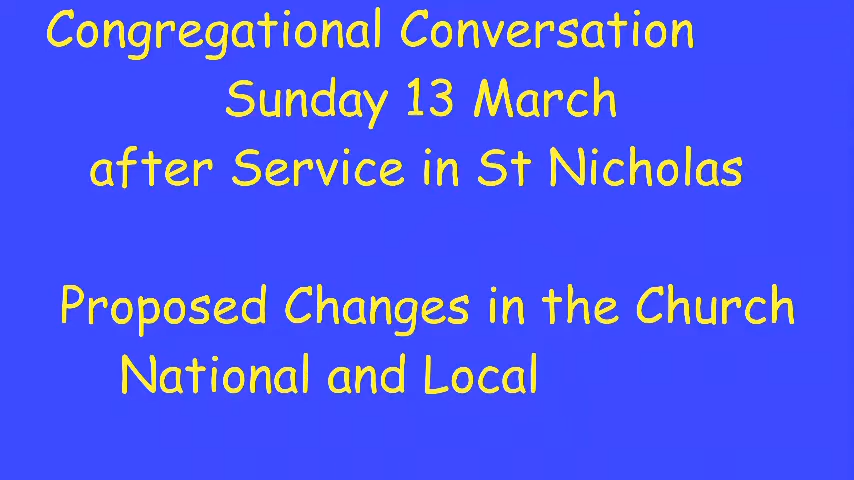 Congregational Conversation
Sunday 13 March
after Service in St Nicholas
Proposed Changes in the Church
National and Local